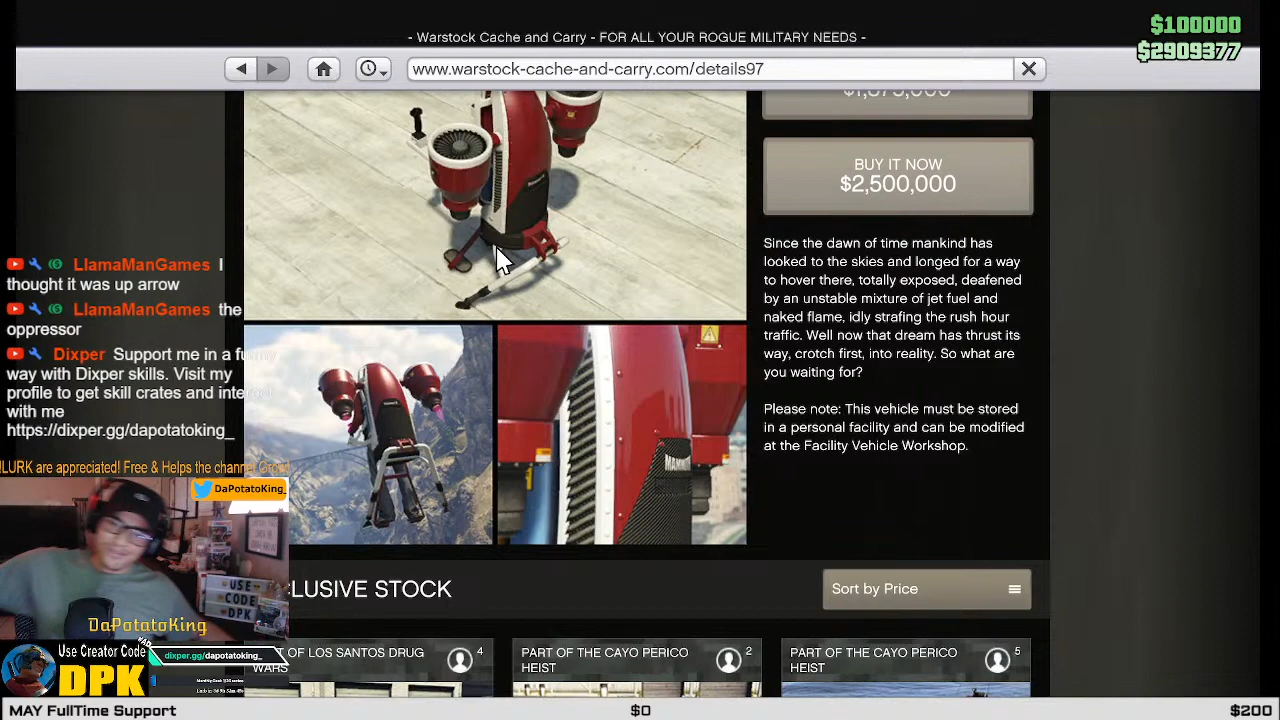 - Warstock Cache and Carry - FOR ALL YOUR ROGUE MILITARY NEEDS -
$100000
$2909377
www.warstock-cache-and-carry.com/details97
$1,875,000
BUY IT NOW
$2,500,000
Since the dawn of time mankind has
looked to the skies and longed for a way
to hover there, totally exposed, deafened
by an unstable mixture of jet fuel and
naked flame, idly strafing the rush hour
traffic. Well now that dream has thrust its
way, crotch first, into reality. So what are
you waiting for?
Please note: This vehicle must be stored
in a personal facility and can be modified
at the Facility Vehicle Workshop.
LlamaManGames I
thought it was up arrow
LlamaManGames the
oppressor
Dixper Support me in a
way with Dixper skills. Visit my
profile to get skill crates and
with me
https://dixper.gg/dapotatoking_
!LURK are appreciated! Free & Helps the channel
DaPotatoKing_
MAMMOTH
USE
CODE
DPK
DaPotatoKing
Use Creator Code
DPK
#AD
dixper.gg/dapotatoking_
CLUSIVE STOCK
Sort by Price
OF LOS SANTOS DRUG
WARS
4
PART OF THE CAYO PERICO
HEIST
2
PART OF THE CAYO PERICO
HEIST
5
MAY FullTime Support
$0
$200